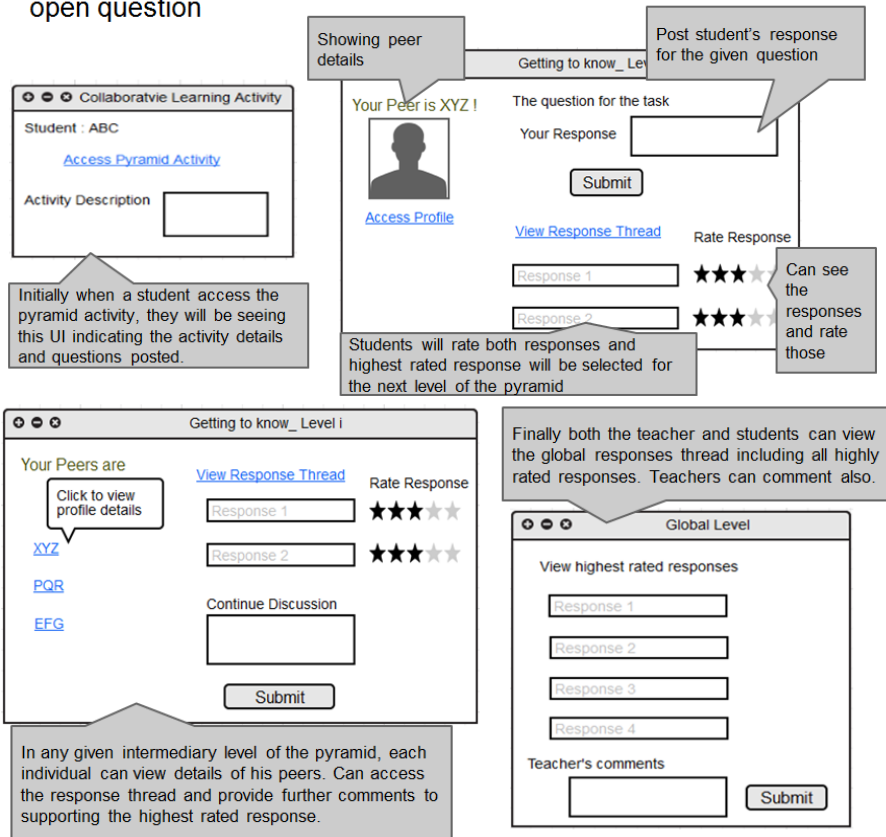 open question
Collaboratvie Learning Activity
Student : ABC
Access Pyramid Activity
Activity Description
Initially when a student access the
pyramid activity, they will be seeing
this UI indicating the activity details
and questions posted.
Showing peer
details
Post student's response
for the given question
Getting to know_ Lev
Your Peer is XYZ !
Access Profile
The question for the task
Your Response
Submit
View Response Thread
Rate Response
Response 1
Response 2
Can see
the
responses
and rate
those
Students will rate both responses and
highest rated response will be selected for
the next level of the pyramid
Getting to know_ Level i
Your Peers are
Click to view
profile details
XYZ
PQR
EFG
View Response Thread
Rate Response
Response 1
Response 2
Continue Discussion
Submit
In any given intermediary level of the pyramid, each
individual can view details of his peers. Can access
the response thread and provide further comments to
supporting the highest rated response.
Finally both the teacher and students can view
the global responses thread including all highly
rated responses. Teachers can comment also.
Global Level
View highest rated responses
Response 1
Response 2
Response 3
Response 4
Teacher's comments
Submit